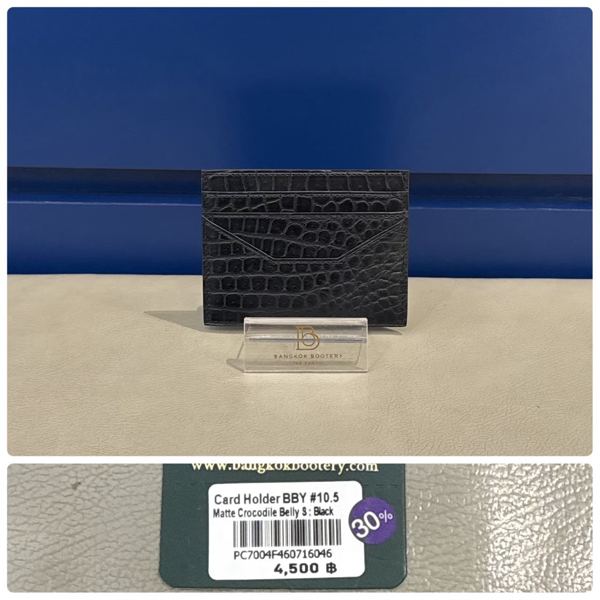 B
BANGKOK BOOTERY
www.bangkokbootery.com
Card Holder BBY #10.5
Matte Crocodile Belly S : Black
30%
PC7004F460716046
4,500 ฿